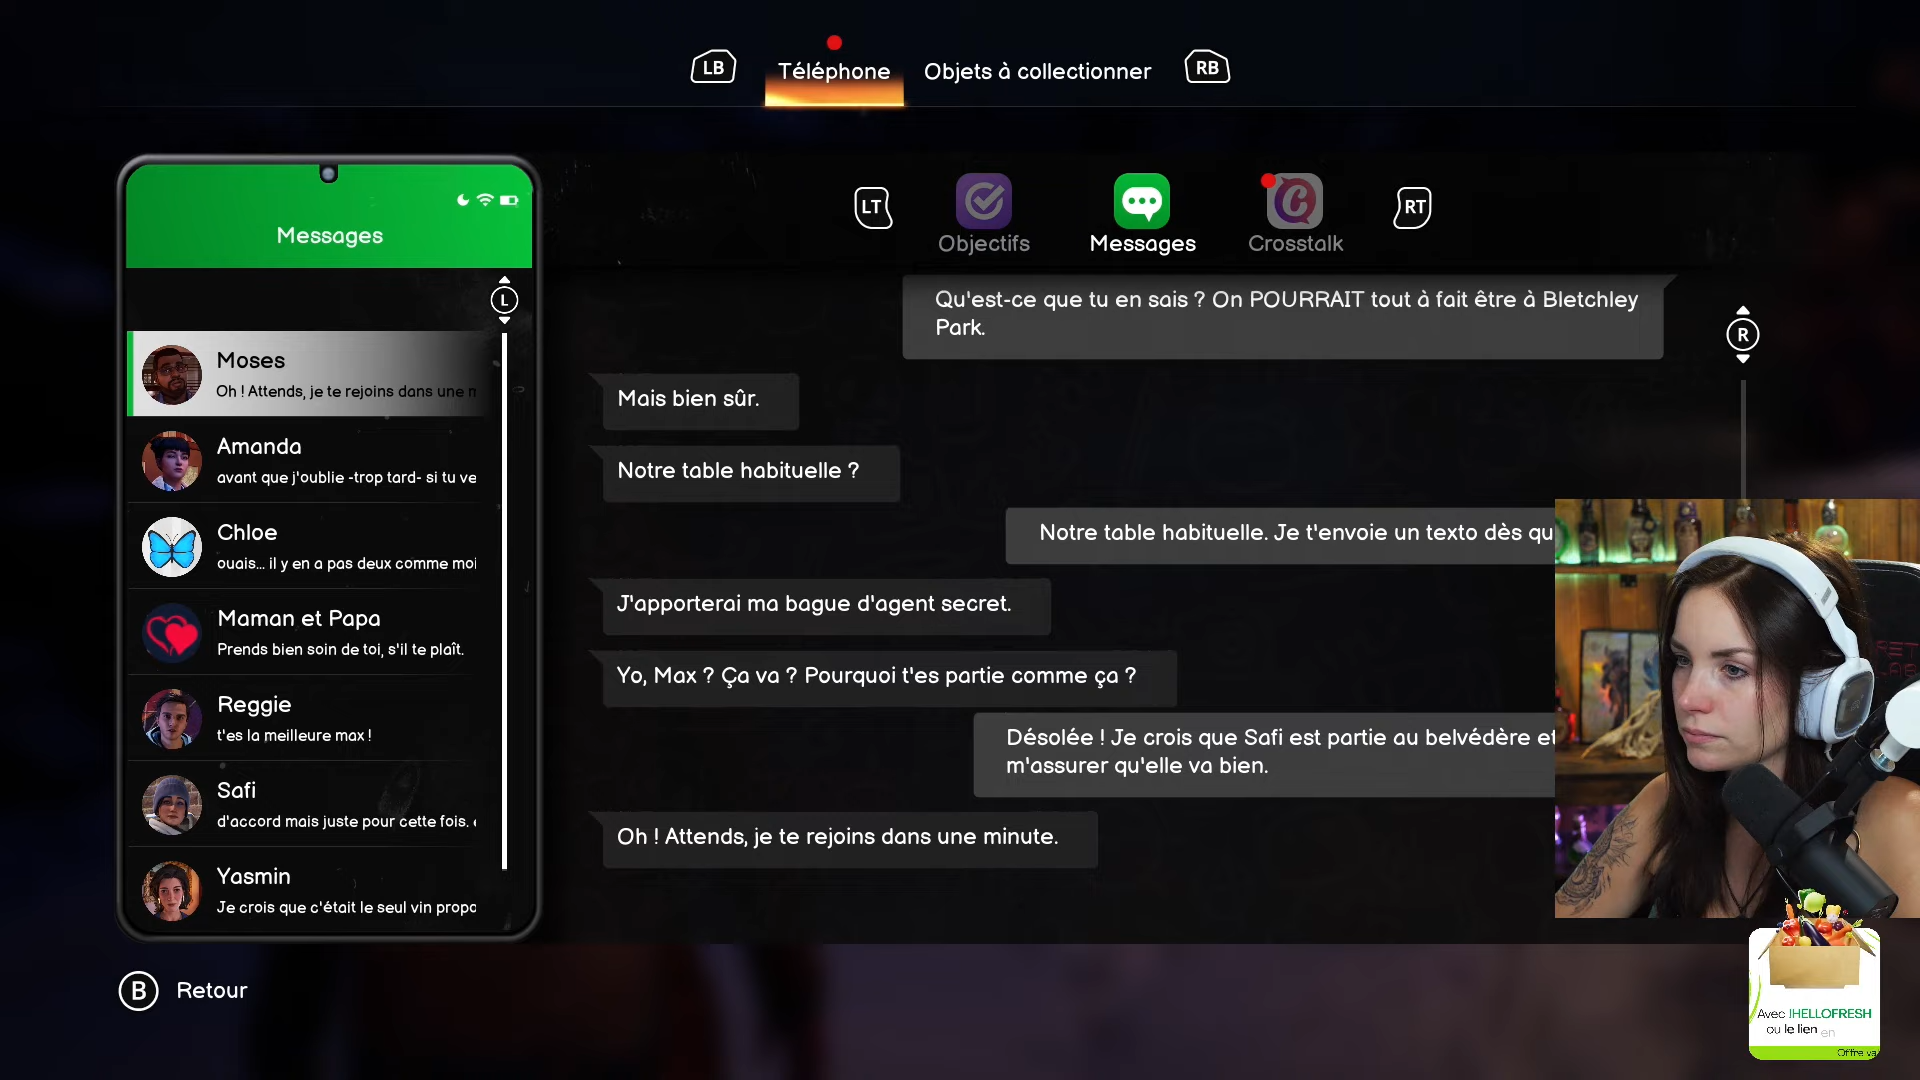 LB
Téléphone
Objets à collectionner
RB
Messages
L
Moses
Oh ! Attends, je te rejoins dans une
Amanda
avant que j'oublie -trop tard- si tu ve
Chloe
ouais... il y en a pas deux comme moi
Maman et Papa
Prends bien soin de toi, s'il te plaît.
Reggie
t'es la meilleure max !
Safi
d'accord mais juste pour cette fois.
Yasmin
Je crois que c'était le seul vin propo
LT
Objectifs
Messages
Crosstalk
RT
Qu'est-ce que tu en sais ? On POURRAIT tout à fait être à Bletchley
Park.
R
Mais bien sûr.
Notre table habituelle ?
Notre table habituelle. Je t'envoie un texto dès qu
J'apporterai ma bague d'agent secret.
Yo, Max ? Ça va ? Pourquoi t'es partie comme ça ?
Désolée ! Je crois que Safi est partie au belvédère et
m'assurer qu'elle va bien.
Oh ! Attends, je te rejoins dans une minute.
B Retour
Avec !HELLOFRESH
ou le lien en
Offre va